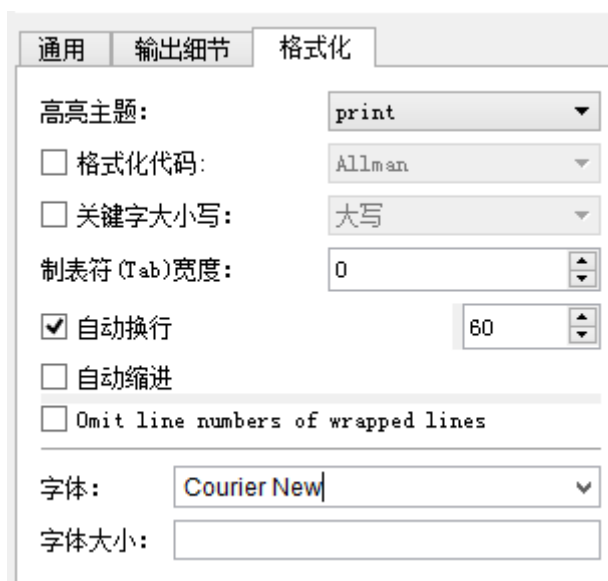 通用 输出细节 格式化
高亮主题: print
格式化代码: Allman
关键字大小写: 大写
制表符(Tab)宽度: 0
自动换行 60
自动缩进
Omit line numbers of wrapped lines
字体: Courier New
字体大小: